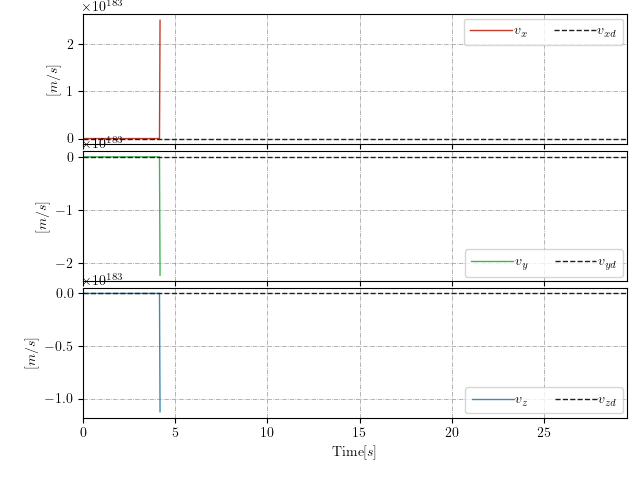 ×10^183
2
1
0
[m/s]
v_x
v_xd
×10^183
0
−1
−2
[m/s]
v_y
v_yd
×10^183
0.0
−0.5
−1.0
[m/s]
v_z
v_zd
0 5 10 15 20 25
Time[s]